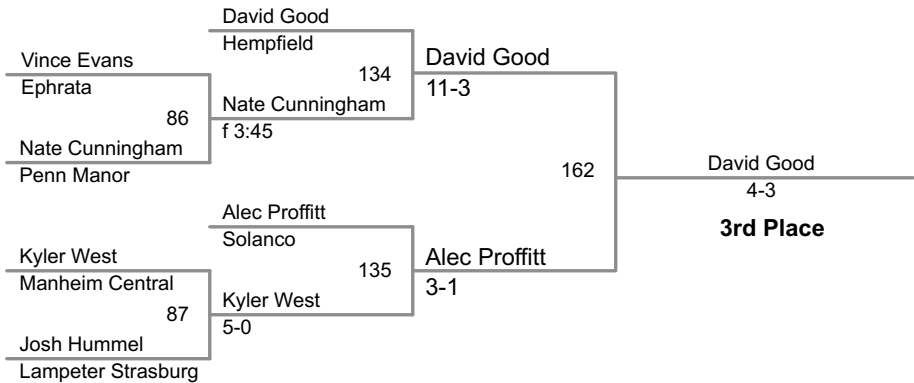 David Good
Hempfield
Vince Evans
Ephrata
134
David Good
11-3
86
Nate Cunningham
f 3:45
Nate Cunningham
Penn Manor
162
David Good
4-3
3rd Place
Alec Proffitt
Solanco
Kyler West
Manheim Central
135
Alec Proffitt
3-1
87
Kyler West
5-0
Josh Hummel
Lampeter Strasburg